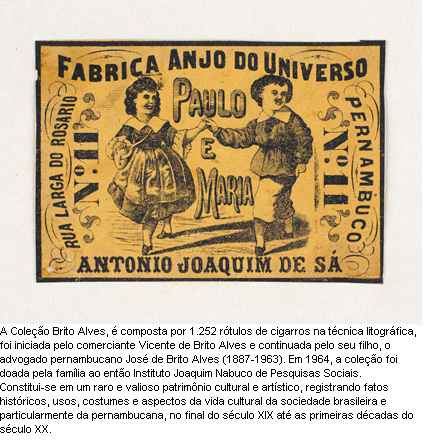 FABRICA ANJO DO UNIVERSO
RUA LARGA DO ROSARIO
Nº 11
PAULO
E
MARIA
Nº 11
PERNAMBUCO
ANTONIO JOAQUIM DE SÁ
A Coleção Brito Alves, é composta por 1.252 rótulos de cigarros na técnica litográfica,
foi iniciada pelo comerciante Vicente de Brito Alves e continuada pelo seu filho, o
advogado pernambucano José de Brito Alves (1887-1963). Em 1964, a coleção foi
doada pela família ao então Instituto Joaquim Nabuco de Pesquisas Sociais.
Constitui-se em um raro e valioso patrimônio cultural e artístico, registrando fatos
históricos, usos, costumes e aspectos da vida cultural da sociedade brasileira e
particularmente da pernambucana, no final do século XIX até as primeiras décadas do
século XX.